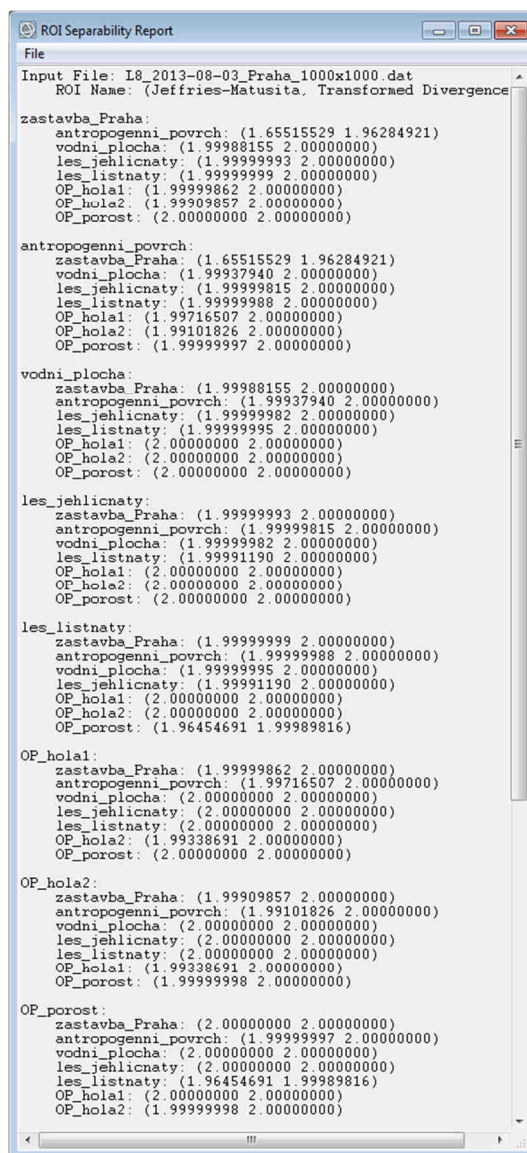 ROI Separability Report
File
Input File: L8_2013-08-03_Praha_1000x1000.dat
ROI Name: (Jeffries-Matusita, Transformed Divergence
zastavba_Praha:
antropogenni_povrch: (1.65515529 1.96284921)
vodni_plocha: (1.99988155 2.00000000)
les_jehlicnaty: (1.99999993 2.00000000)
les_listnaty: (1.99999999 2.00000000)
OP_hola1: (1.99999862 2.00000000)
OP_hola2: (1.99909857 2.00000000)
OP_porost: (2.00000000 2.00000000)
antropogenni_povrch:
zastavba_Praha: (1.65515529 1.96284921)
vodni_plocha: (1.99937940 2.00000000)
les_jehlicnaty: (1.99999815 2.00000000)
les_listnaty: (1.99999988 2.00000000)
OP_hola1: (1.99716507 2.00000000)
OP_hola2: (1.99101826 2.00000000)
OP_porost: (1.99999997 2.00000000)
vodni_plocha:
zastavba_Praha: (1.99988155 2.00000000)
antropogenni_povrch: (1.99937940 2.00000000)
les_jehlicnaty: (1.99999982 2.00000000)
les_listnaty: (1.99999995 2.00000000)
OP_hola1: (2.00000000 2.00000000)
OP_hola2: (2.00000000 2.00000000)
OP_porost: (2.00000000 2.00000000)
les_jehlicnaty:
zastavba_Praha: (1.99999993 2.00000000)
antropogenni_povrch: (1.99999815 2.00000000)
vodni_plocha: (1.99999982 2.00000000)
les_listnaty: (1.99991190 2.00000000)
OP_hola1: (2.00000000 2.00000000)
OP_hola2: (2.00000000 2.00000000)
OP_porost: (2.00000000 2.00000000)
les_listnaty:
zastavba_Praha: (1.99999999 2.00000000)
antropogenni_povrch: (1.99999988 2.00000000)
vodni_plocha: (1.99999995 2.00000000)
les_jehlicnaty: (1.99991190 2.00000000)
OP_hola1: (2.00000000 2.00000000)
OP_hola2: (2.00000000 2.00000000)
OP_porost: (1.96454691 1.99989816)
OP_hola1:
zastavba_Praha: (1.99999862 2.00000000)
antropogenni_povrch: (1.99716507 2.00000000)
vodni_plocha: (2.00000000 2.00000000)
les_jehlicnaty: (2.00000000 2.00000000)
les_listnaty: (2.00000000 2.00000000)
OP_hola2: (1.99338691 2.00000000)
OP_porost: (2.00000000 2.00000000)
OP_hola2:
zastavba_Praha: (1.99909857 2.00000000)
antropogenni_povrch: (1.99101826 2.00000000)
vodni_plocha: (2.00000000 2.00000000)
les_jehlicnaty: (2.00000000 2.00000000)
les_listnaty: (2.00000000 2.00000000)
OP_hola1: (1.99338691 2.00000000)
OP_porost: (1.99999998 2.00000000)
OP_porost:
zastavba_Praha: (2.00000000 2.00000000)
antropogenni_povrch: (1.99999997 2.00000000)
vodni_plocha: (2.00000000 2.00000000)
les_jehlicnaty: (2.00000000 2.00000000)
les_listnaty: (1.96454691 1.99989816)
OP_hola1: (2.00000000 2.00000000)
OP_hola2: (1.99999998 2.00000000)